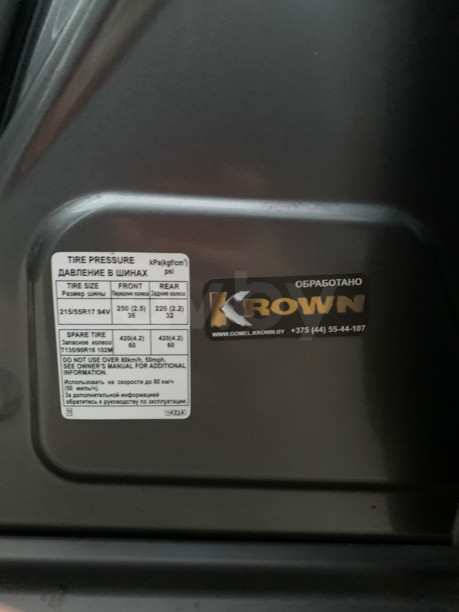 TIRE PRESSURE kPa(kgf/cm²)
ДАВЛЕНИЕ В ШИНАХ psi
TIRE SIZE FRONT REAR
Размер шины Передние колеса Задние колеса
215/55R17 94V 250 (2.5) 220 (2.2)
36 32
SPARE TIRE 420(4.2) 420(4.2)
Запасное колесо 60 60
T135/90R16 102M
DO NOT USE OVER 80km/h, 50mph.
SEE OWNER'S MANUAL FOR ADDITIONAL
INFORMATION.
Использовать на скорости до 80 км/ч
(50 миль/ч).
За дополнительной информацией
обратитесь к руководству по эксплуатации.
ОБРАБОТАНО
KROWN
WWW.GOMEL.KROWN.BY +375 (44) 55-44-107